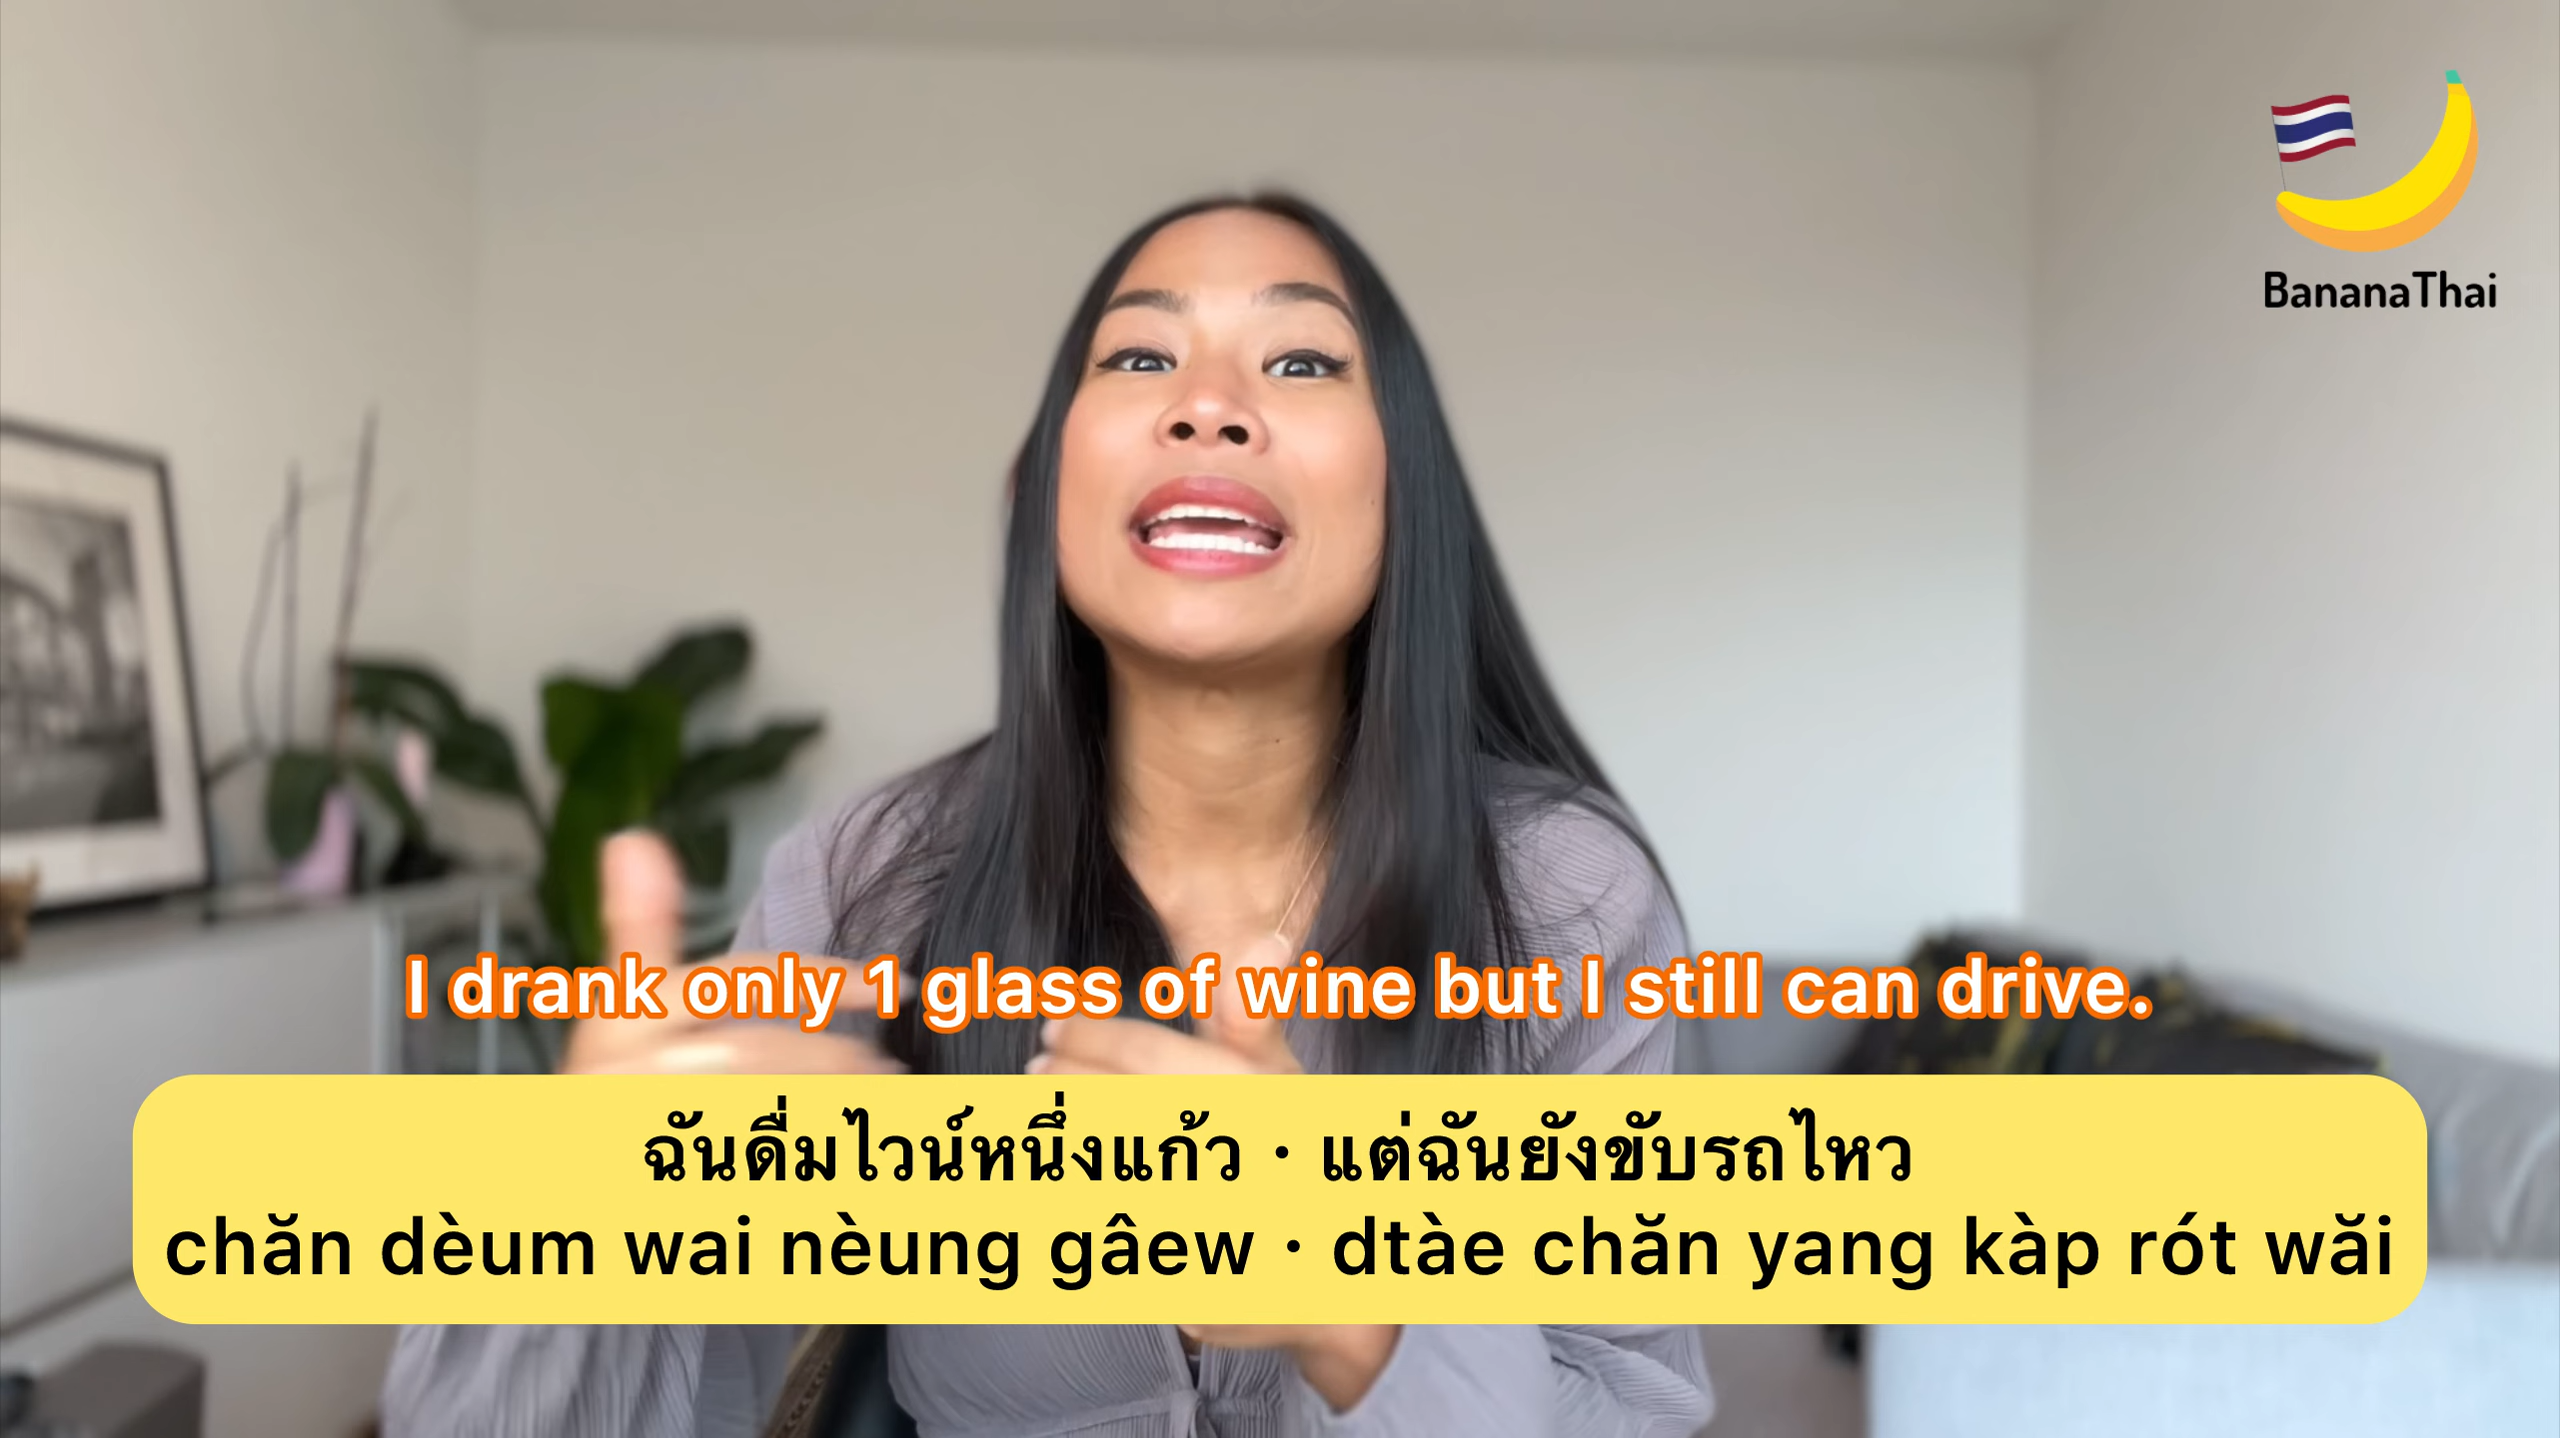 BananaThai
I drank only 1 glass of wine but I still can drive.
ฉันดื่มไวน์หนึ่งแก้ว · แต่ฉันยังขับรถไหว
chăn dèum wai nèung gâew · dtàe chăn yang kàp rót wăi